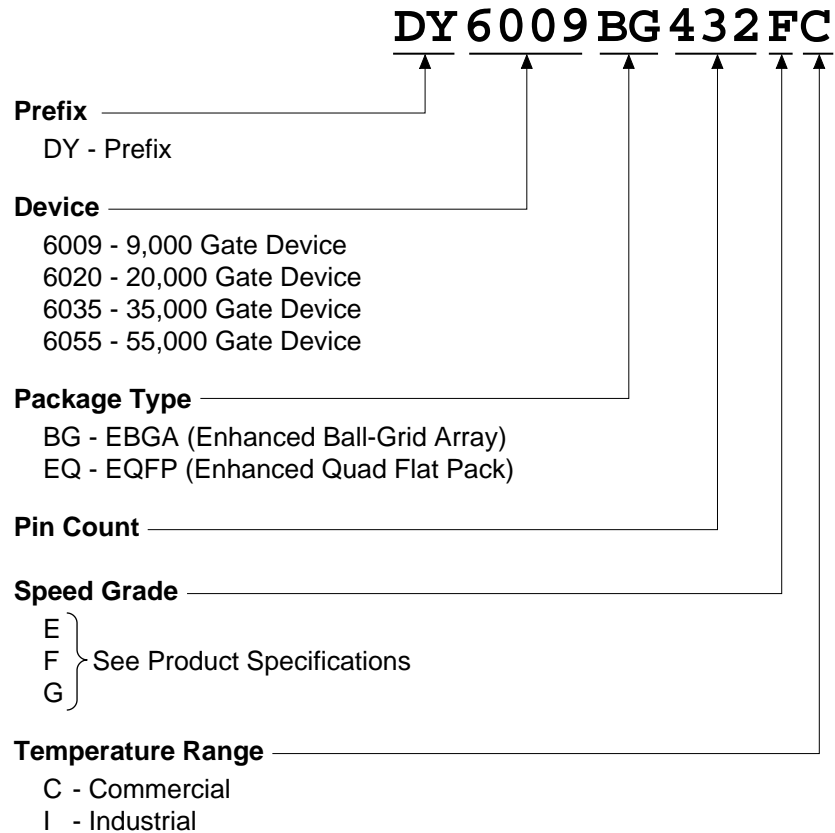 DY6009BG432FC
Prefix
DY - Prefix
Device
6009 - 9,000 Gate Device
6020 - 20,000 Gate Device
6035 - 35,000 Gate Device
6055 - 55,000 Gate Device
Package Type
BG - EBGA (Enhanced Ball-Grid Array)
EQ - EQFP (Enhanced Quad Flat Pack)
Pin Count
Speed Grade
E
F See Product Specifications
G
Temperature Range
C - Commercial
I - Industrial